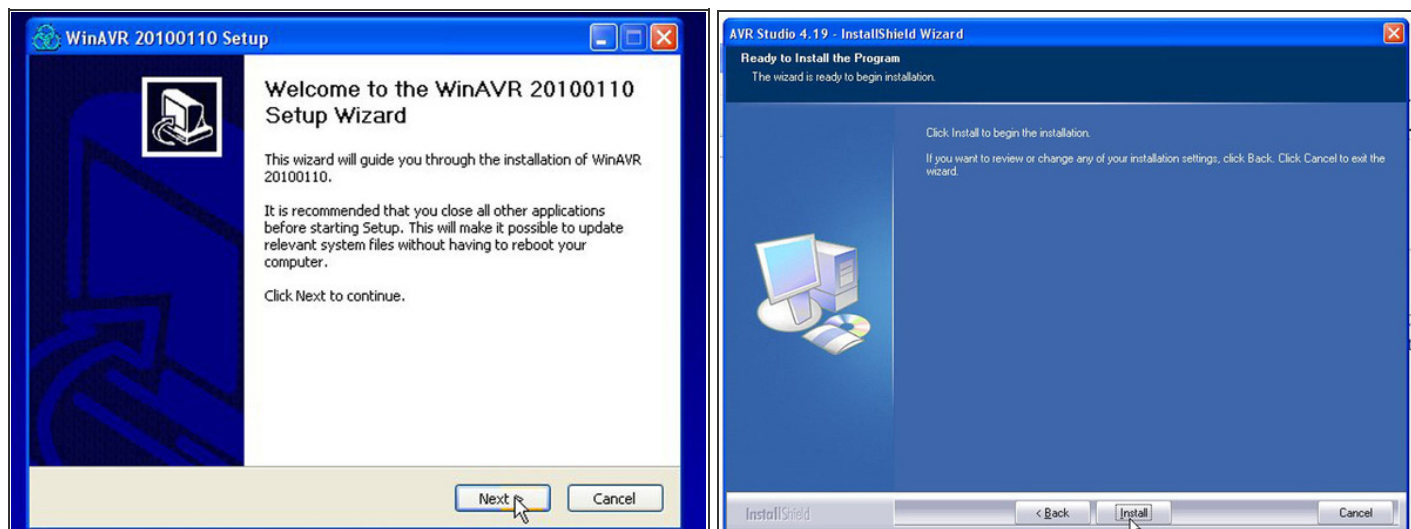 WinAVR 20100110 Setup
Welcome to the WinAVR 20100110
Setup Wizard
This wizard will guide you through the installation of WinAVR
20100110.
It is recommended that you close all other applications
before starting Setup. This will make it possible to update
relevant system files without having to reboot your
computer.
Click Next to continue.
Next >
Cancel
AVR Studio 4.19 - InstallShield Wizard
Ready to Install the Program
The wizard is ready to begin installation.
Click Install to begin the installation.
If you want to review or change any of your installation settings, click Back. Click Cancel to exit the
wizard.
InstallShield
< Back
Install
Cancel